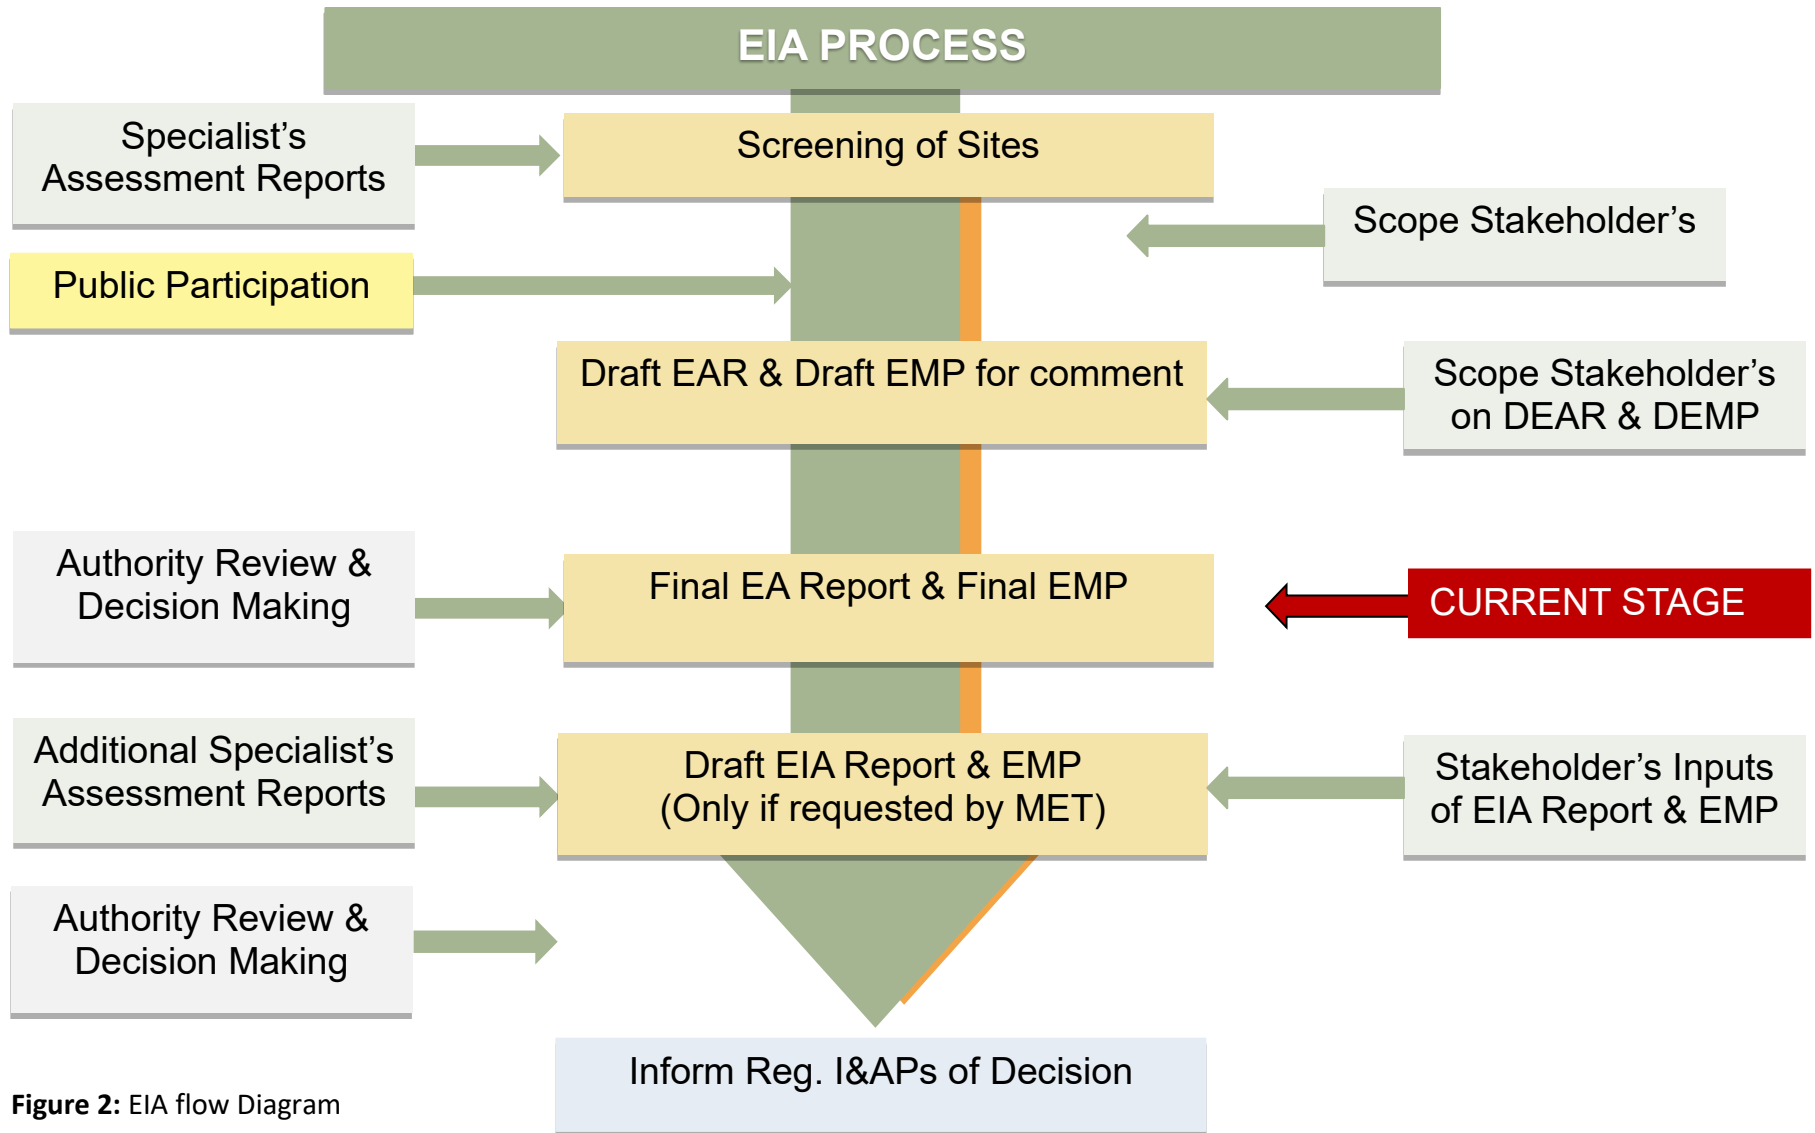 EIA PROCESS
Specialist's
Assessment Reports
Screening of Sites
Scope Stakeholder's
Public Participation
Draft EAR & Draft EMP for comment
Scope Stakeholder's
on DEAR & DEMP
Authority Review &
Decision Making
Final EA Report & Final EMP
CURRENT STAGE
Additional Specialist's
Assessment Reports
Draft EIA Report & EMP
(Only if requested by MET)
Stakeholder's Inputs
of EIA Report & EMP
Authority Review &
Decision Making
Inform Reg. I&APs of Decision
Figure 2: EIA flow Diagram